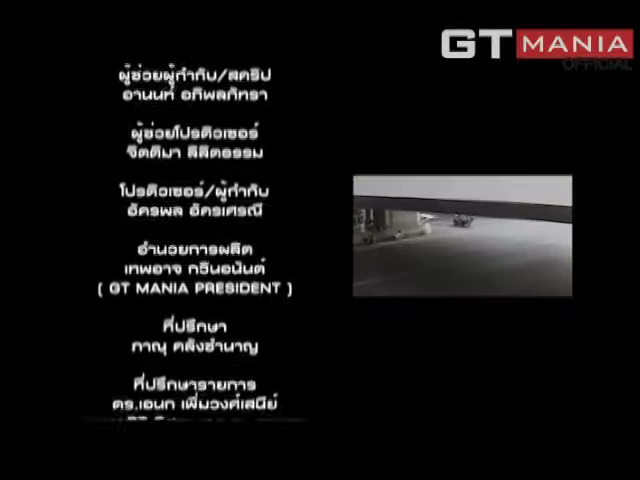 GT MANIA
OFFICIAL
ผู้ช่วยผู้กำกับ/สคริป
อานนท์ อภิพลภัทรา
ผู้ช่วยโปรดิวเซอร์
จิตติมา ลิลิตธรรม
โปรดิวเซอร์/ผู้กำกับ
อัครพล อัครเศรณี
อำนวยการผลิต
เทพอาจ กวินอนันต์
( GT MANIA PRESIDENT )
ที่ปรึกษา
ภาณุ คลังชำนาญ
ที่ปรึกษารายการ
ดร.เอนก เพิ่มวงศ์เสนีย์